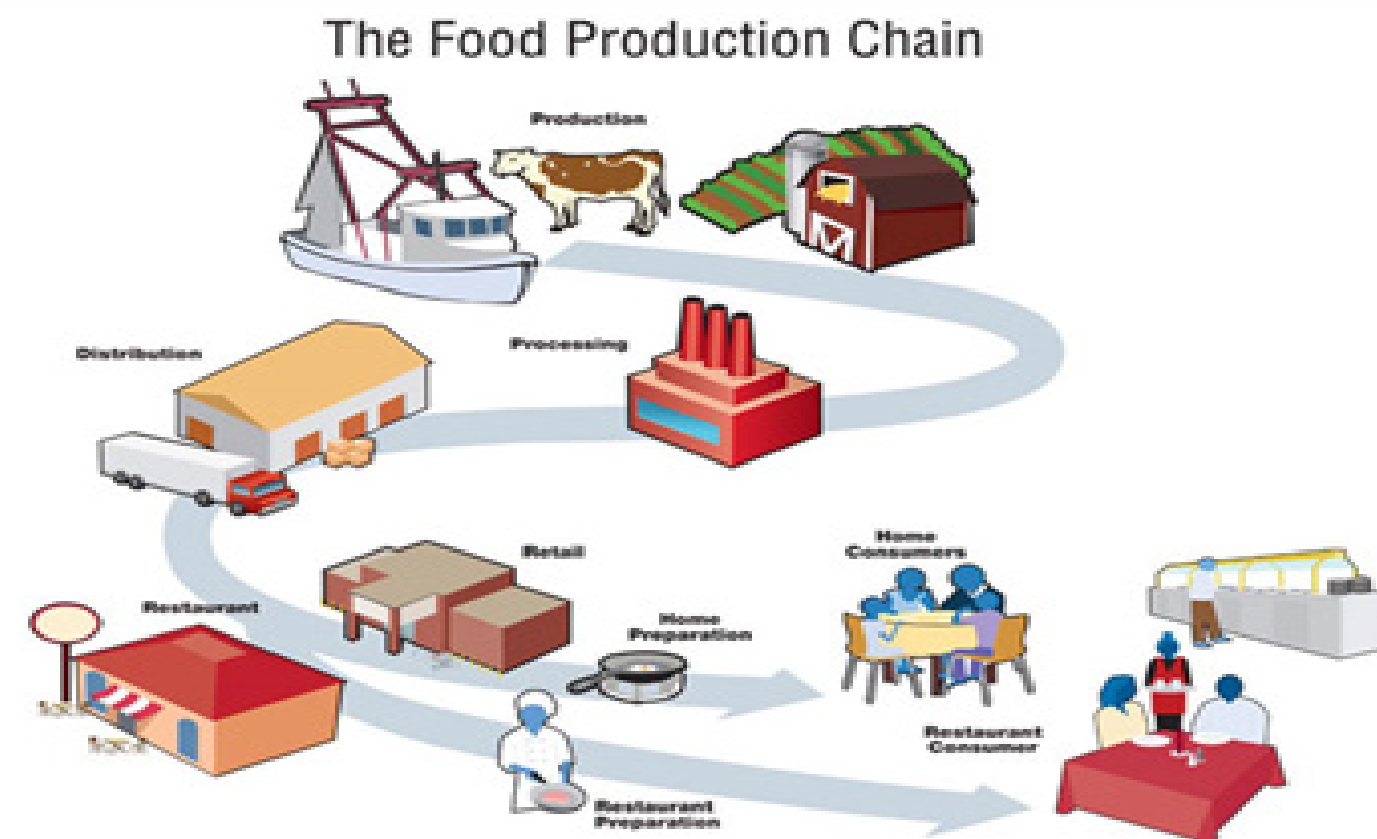 The Food Production Chain
Production
Processing
Distribution
Retail
Restaurant
Home
Preparation
Home
Consumers
Restaurant
Consumer
Restaurant
Preparation